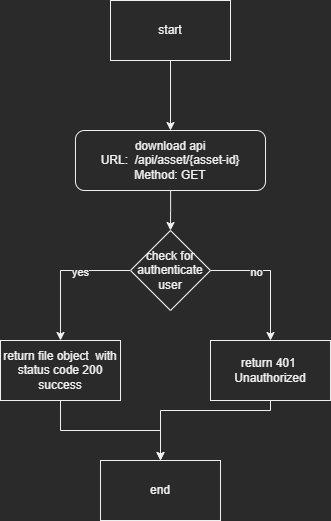 start
download api
URL:  /api/asset/{asset-id}
Method: GET
check for
authenticate
user
yes
no
return file object  with
status code 200
success
return 401
Unauthorized
end